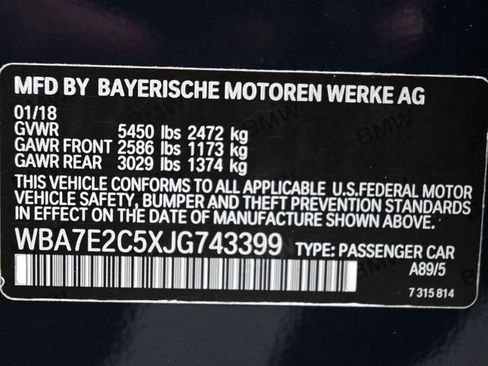 MFD BY BAYERISCHE MOTOREN WERKE AG
01/18
GVWR 5450 lbs 2472 kg
GAWR FRONT 2586 lbs 1173 kg
GAWR REAR 3029 lbs 1374 kg
THIS VEHICLE CONFORMS TO ALL APPLICABLE U.S.FEDERAL MOTOR
VEHICLE SAFETY, BUMPER AND THEFT PREVENTION STANDARDS
IN EFFECT ON THE DATE OF MANUFACTURE SHOWN ABOVE.
WBA7E2C5XJG743399 TYPE: PASSENGER CAR
A89/5
7 315 814